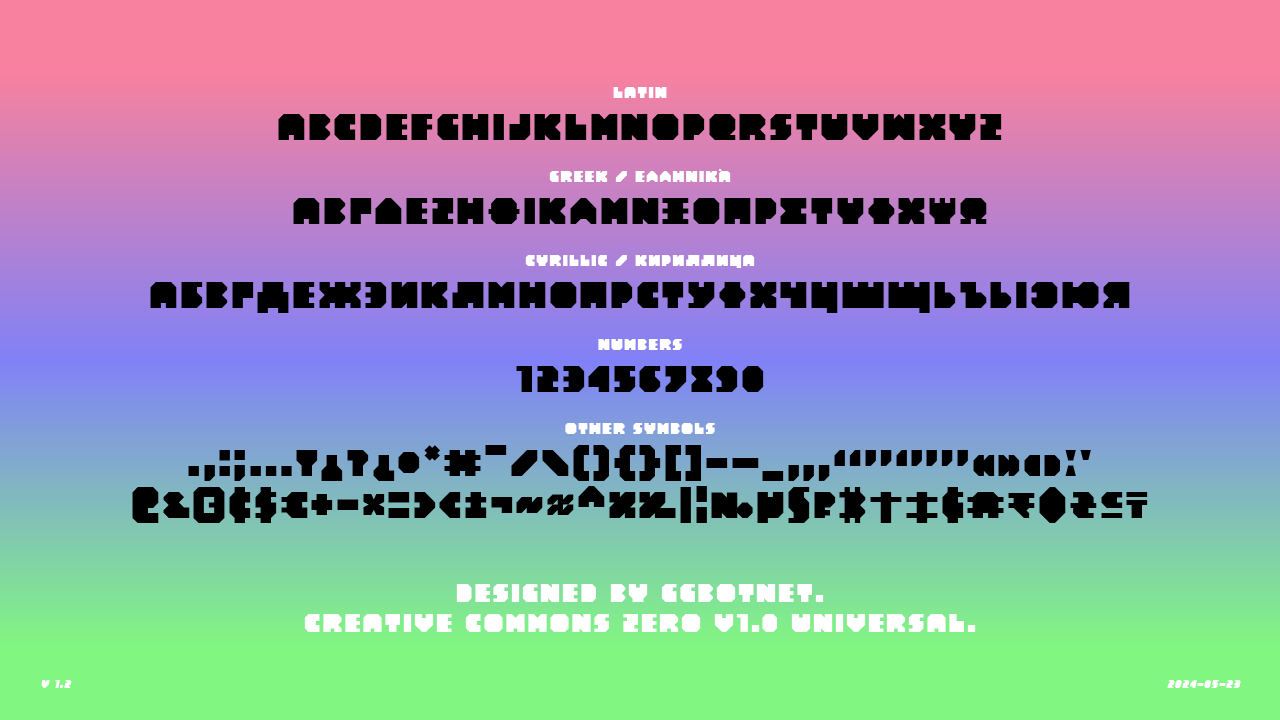 LATIN
ABCDEFGHIJKLMNOPQRSTUVWXYZ
GREEK / ΕΛΛΗΝΙΚΆ
ΑΒΓΔΕΖΗΘΙΚΛΜΝΞΟΠΡΣΤΥΦΧΨΩ
CYRILLIC / КИРИЛЛИЦА
АБВГДЕЖЗИКЛМНОПРСТУФХЧЦШЩЬЪЫЭЮЯ
NUMBERS
1234567890
OTHER SYMBOLS
.,:;…!¡?¿•*#¯/\(){}[]-–_‚„“”‘’«»‹›"'
&$€+-×=><±¬~≈^%‰|¦№µ§₽฿†‡
DESIGNED BY GGBOTNET.
CREATIVE COMMONS ZERO V1.0 UNIVERSAL.
V 1.2
2024-05-23